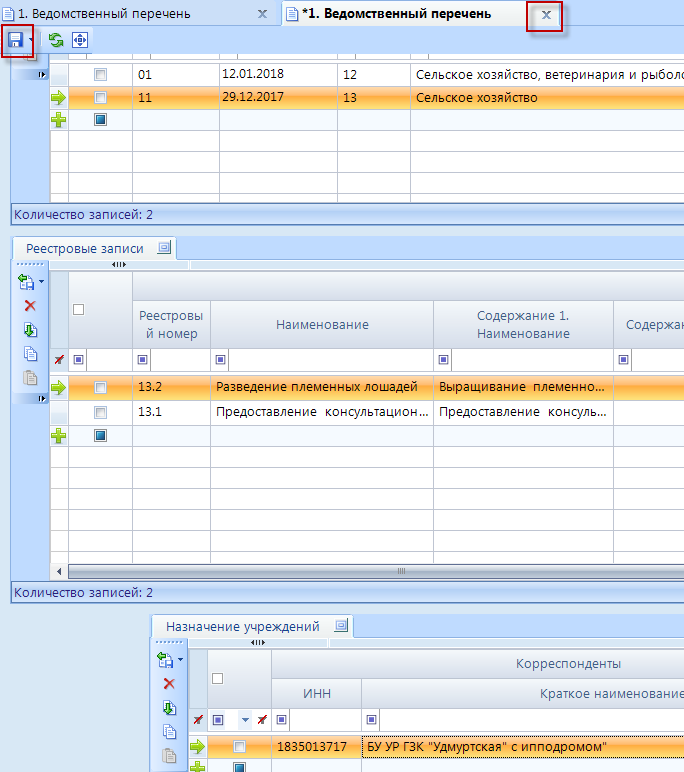 1. Ведомственный перечень
*1. Ведомственный перечень
01 12.01.2018 12 Сельское хозяйство, ветеринария и
11 29.12.2017 13 Сельское хозяйство
Количество записей: 2
Реестровые записи
Реестровы
й номер
Наименование
Содержание 1.
Наименование
13.2 Разведение племенных лошадей Выращивание племенно...
13.1 Предоставление консультацион... Предоставление консуль...
Количество записей: 2
Назначение учреждений
Корреспонденты
ИНН Краткое наименование
1835013717 БУ УР ГЗК "Удмуртская" с ипподромом"